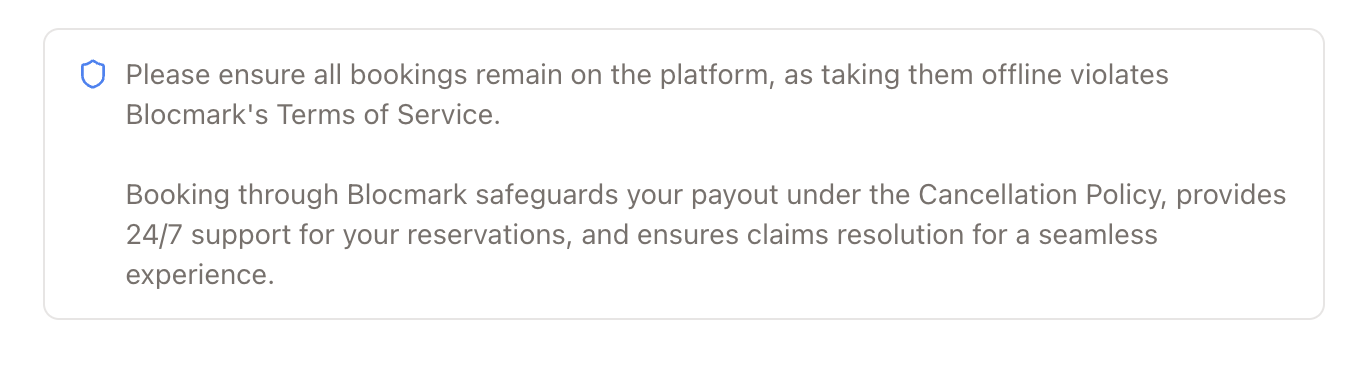 Please ensure all bookings remain on the platform, as taking them offline violates
Blocmark's Terms of Service.
Booking through Blocmark safeguards your payout under the Cancellation Policy, provides
24/7 support for your reservations, and ensures claims resolution for a seamless
experience.